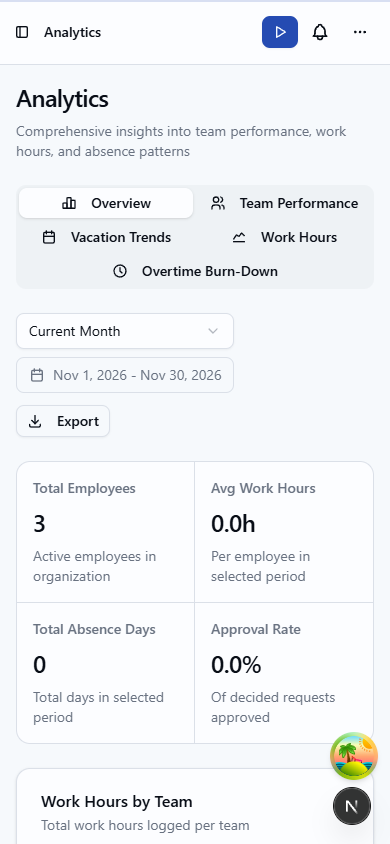 Analytics
Analytics
Comprehensive insights into team performance, work
hours, and absence patterns
Overview
Team Performance
Vacation Trends
Work Hours
Overtime Burn-Down
Current Month
Nov 1, 2026 - Nov 30, 2026
Export
Total Employees
3
Active employees in
organization
Avg Work Hours
0.0h
Per employee in
selected period
Total Absence Days
0
Total days in selected
period
Approval Rate
0.0%
Of decided requests
approved
Work Hours by Team
Total work hours logged per team
N